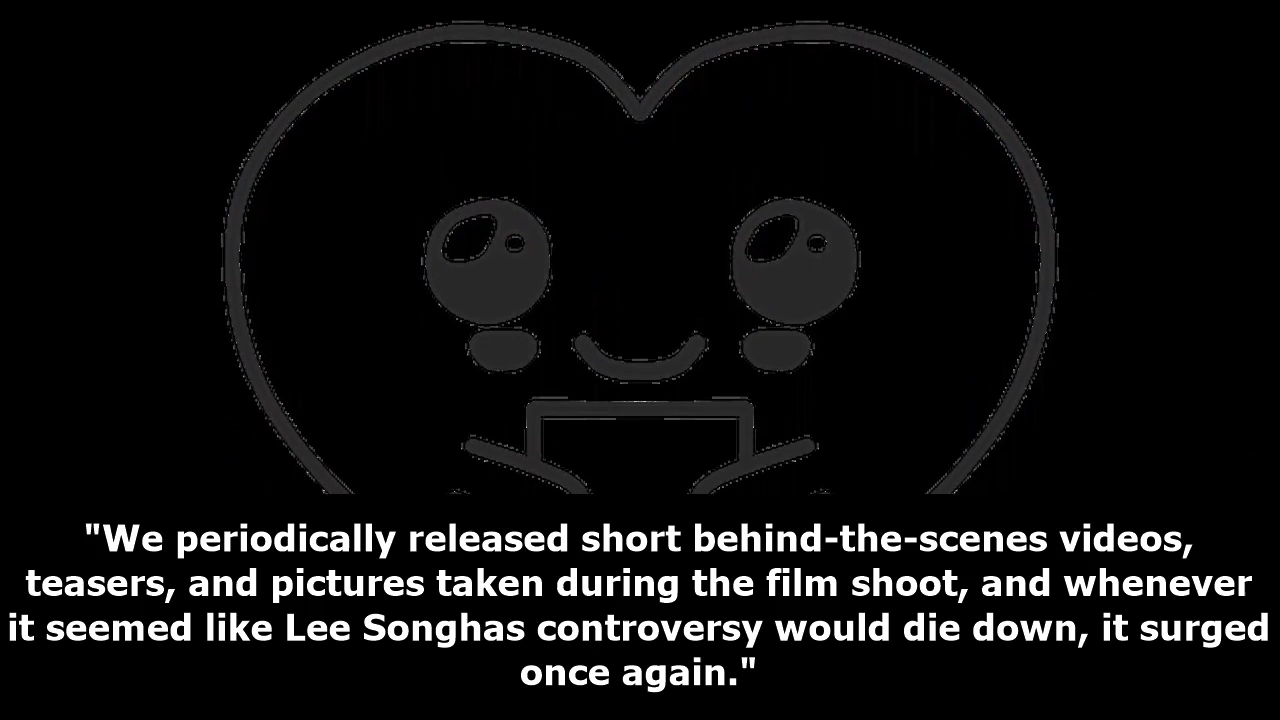 "We periodically released short behind-the-scenes videos,
teasers, and pictures taken during the film shoot, and whenever
it seemed like Lee Songhas controversy would die down, it surged
once again."